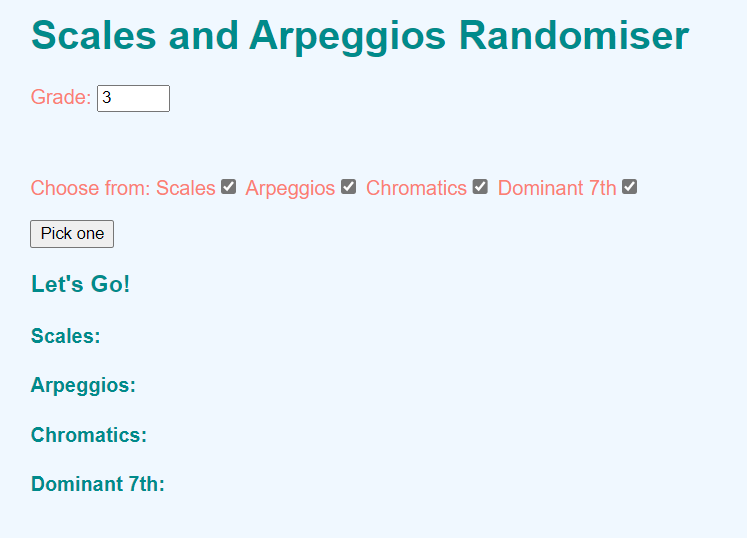 Scales and Arpeggios Randomiser
Grade: 3
Choose from: Scales Arpeggios Chromatics Dominant 7th
Pick one
Let's Go!
Scales:
Arpeggios:
Chromatics:
Dominant 7th: